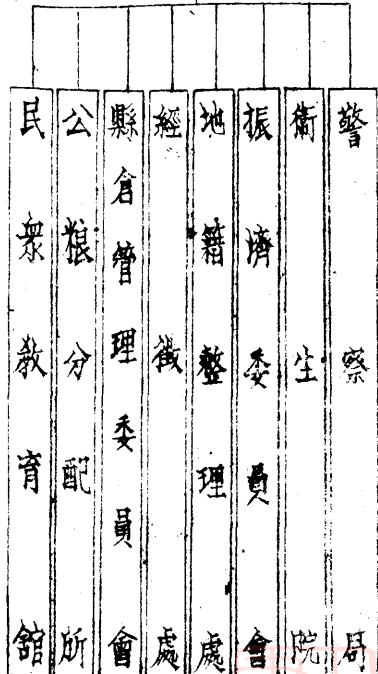 警察局
衛生院
振濟委員會
地籍整理處
經徵處
縣倉管理委員會
公粮分配所
民衆教育館